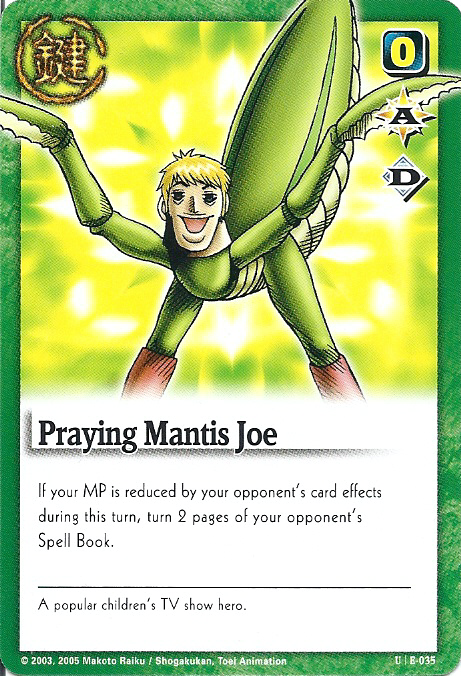 鍵
0
A
D
Praying Mantis Joe
If your MP is reduced by your opponent's card effects
during this turn, turn 2 pages of your opponent's
Spell Book.
A popular children's TV show hero.
© 2003, 2005 Makoto Raiku / Shogakukan, Toei Animation
U | E-035